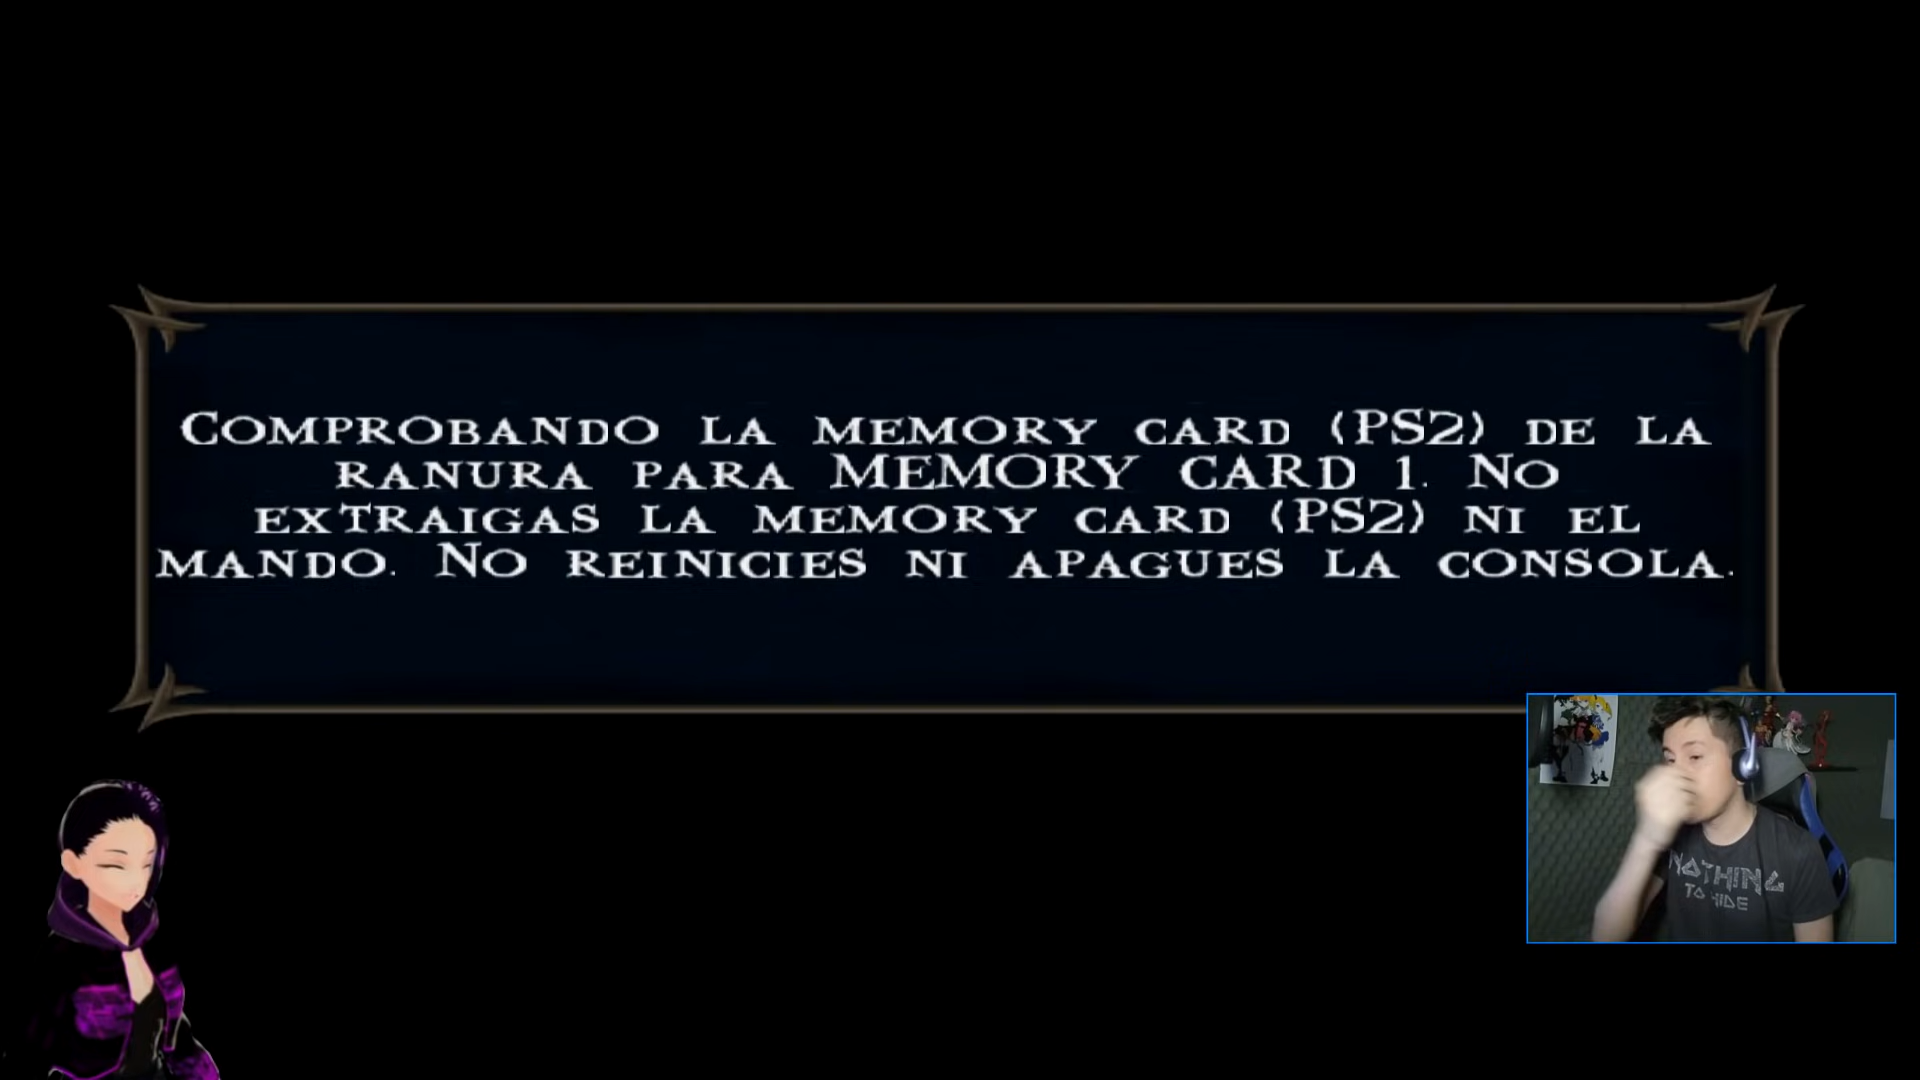 Comprobando la memory card (PS2) de la
ranura para MEMORY CARD 1. No
extraigas la memory card (PS2) ni el
mando. No reinicies ni apagues la consola.
NOTHING
TO HIDE